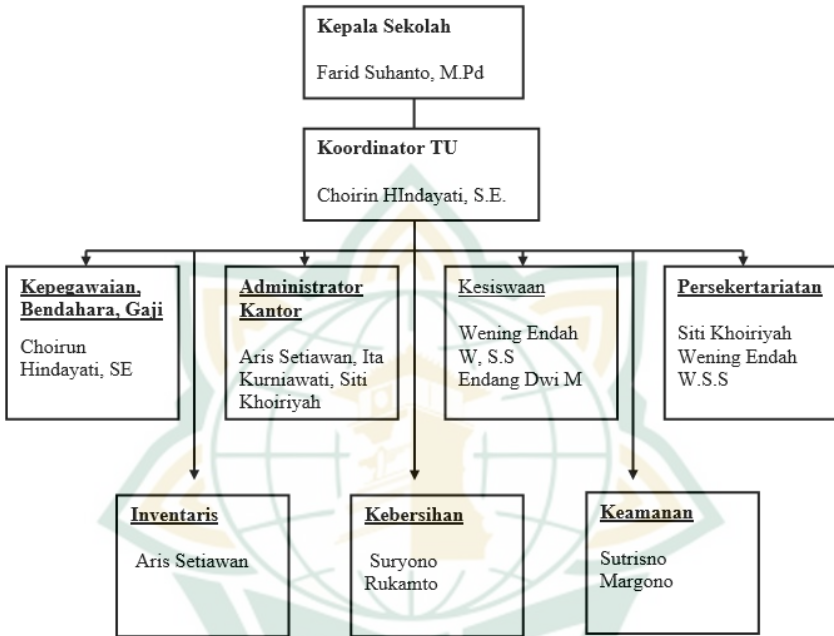 Kepala Sekolah
Farid Suhanto, M.Pd
Koordinator TU
Choirin HIndayati, S.E.
Kepegawaian,
Bendahara, Gaji
Choirun
Hindayati, SE
Administrator
Kantor
Aris Setiawan, Ita
Kurniawati, Siti
Khoiriyah
Kesiswaan
Wening Endah
W, S.S
Endang Dwi M
Persekertariatan
Siti Khoiriyah
Wening Endah
W.S.S
Inventaris
Aris Setiawan
Kebersihan
Suryono
Rukamto
Keamanan
Sutrisno
Margono